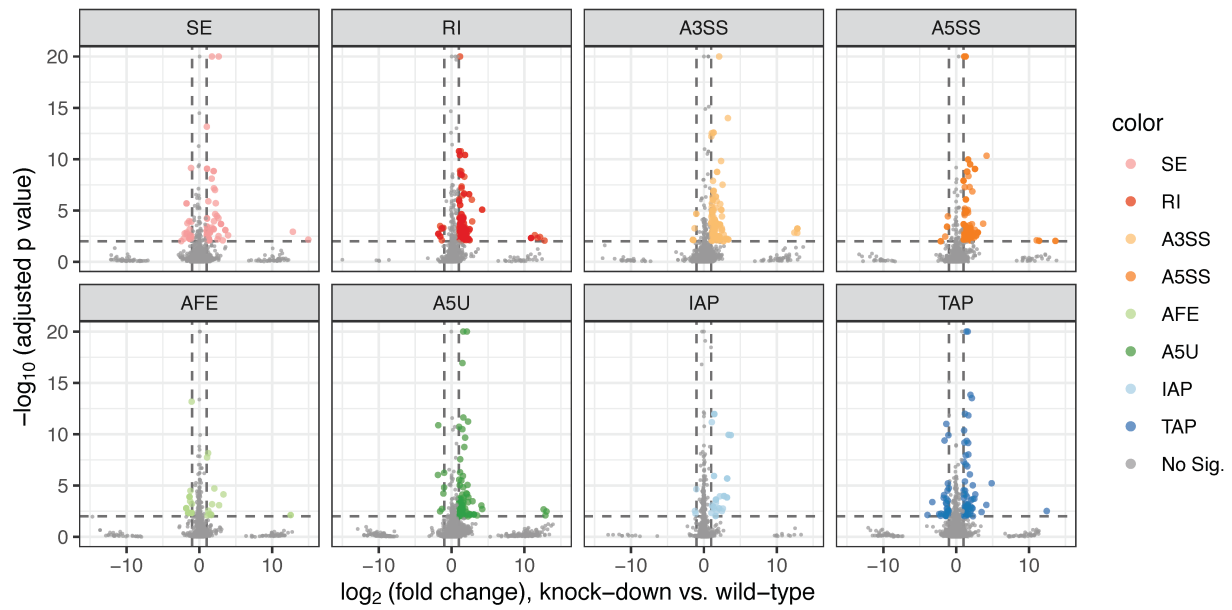 SE RI A3SS A5SS
20
15
10
5
0
AFE A5U IAP TAP
20
15
10
5
0
−10 0 10 −10 0 10 −10 0 10 −10 0 10
−log10 (adjusted p value)
log2 (fold change), knock−down vs. wild−type
color
SE
RI
A3SS
A5SS
AFE
A5U
IAP
TAP
No Sig.